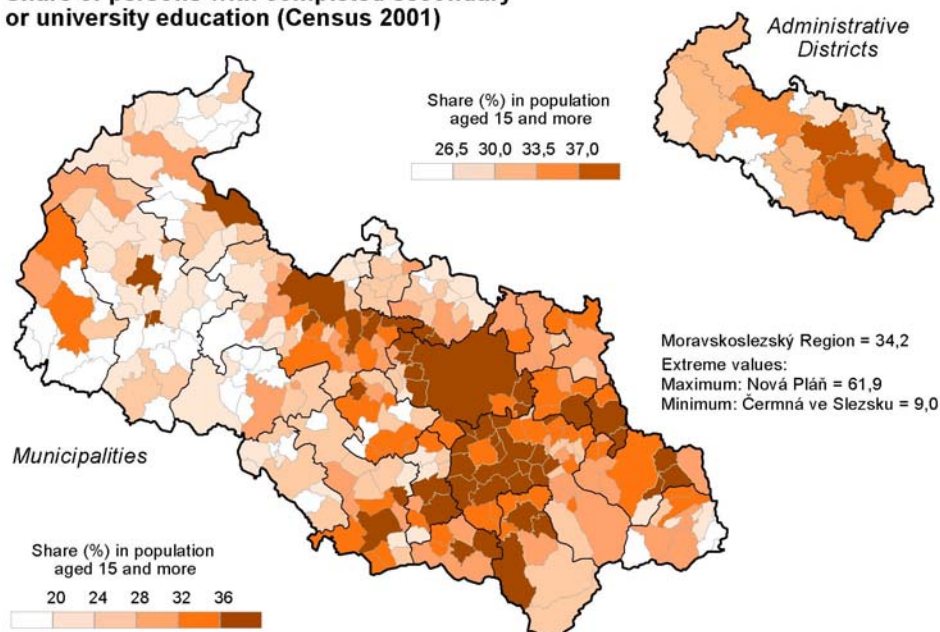 or university education (Census 2001)
Administrative
Districts
Share (%) in population
aged 15 and more
26,5 30,0 33,5 37,0
Moravskoslezský Region = 34,2
Extreme values:
Maximum: Nová Pláň = 61,9
Minimum: Čermná ve Slezsku = 9,0
Municipalities
Share (%) in population
aged 15 and more
20 24 28 32 36